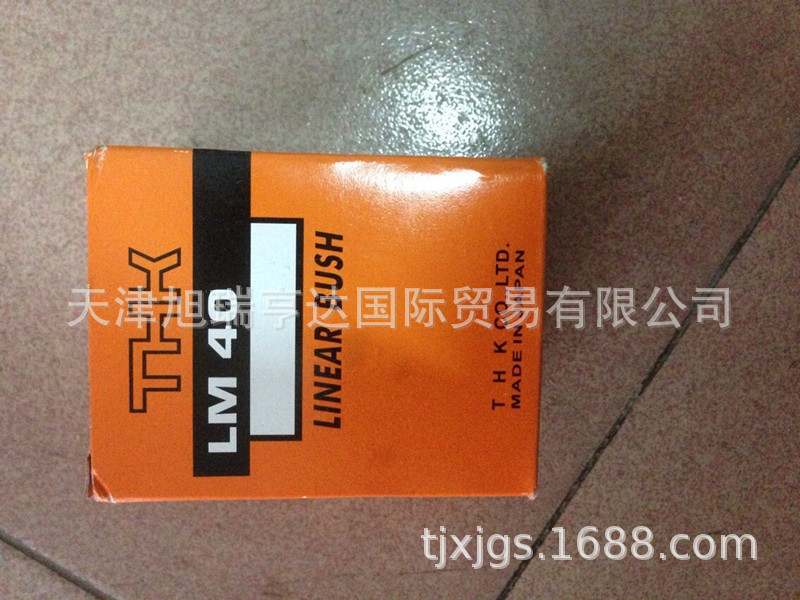 THK
LM 40
LINEAR BUSH
T H K CO., LTD.
MADE IN JAPAN
天津旭瑞亨达国际贸易有限公司
tjxjgs.1688.com